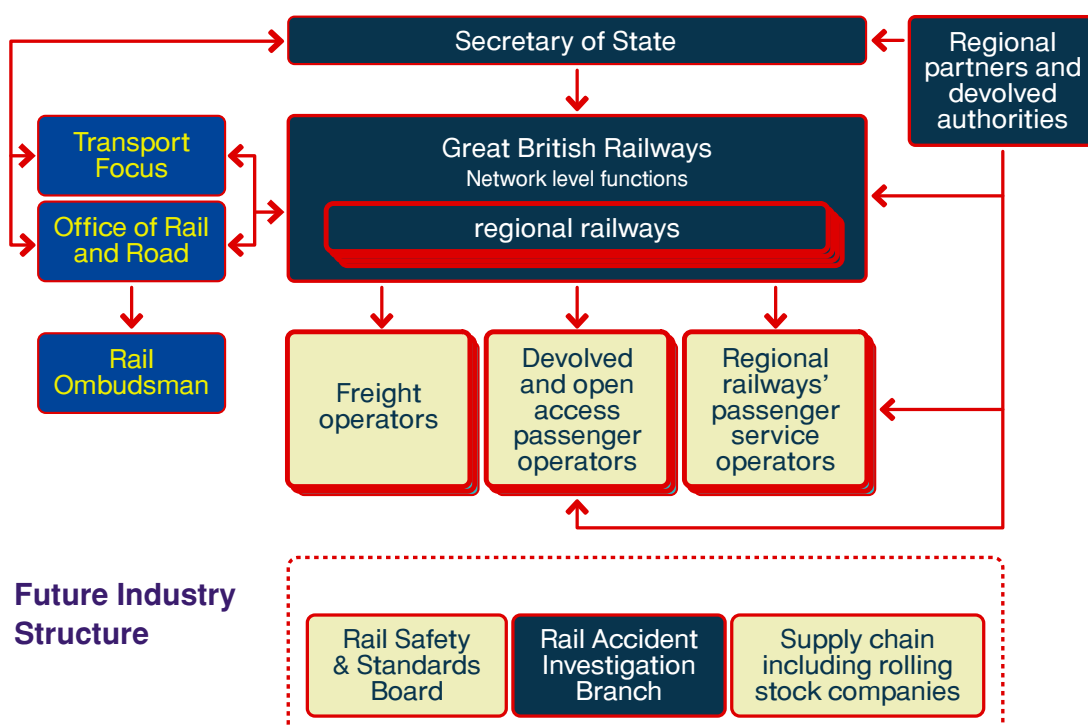 Secretary of State
Regional
partners and
devolved
authorities
Transport
Focus
Great British Railways
Network level functions
Office of Rail
and Road
regional railways
Rail
Ombudsman
Freight
operators
Devolved
and open
access
passenger
operators
Regional
railways’
passenger
service
operators
Future Industry
Structure
Rail Safety
& Standards
Board
Rail Accident
Investigation
Branch
Supply chain
including rolling
stock companies